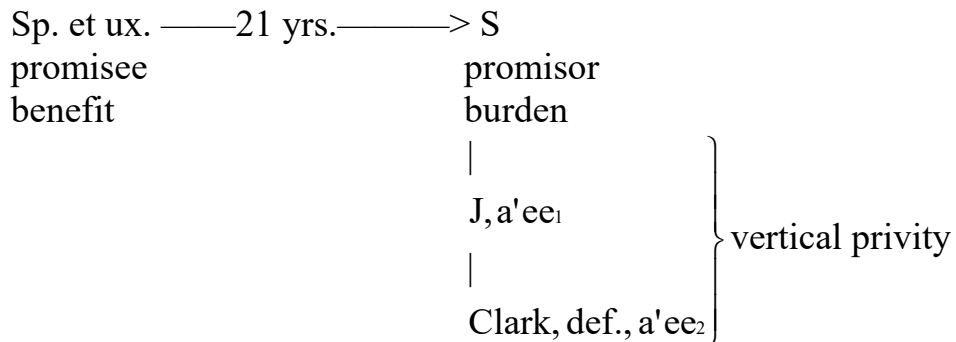 Sp. et ux. ——21 yrs.———> S
promisee promisor
benefit burden
|
J, a'ee1
|
vertical privity
Clark, def., a'ee2